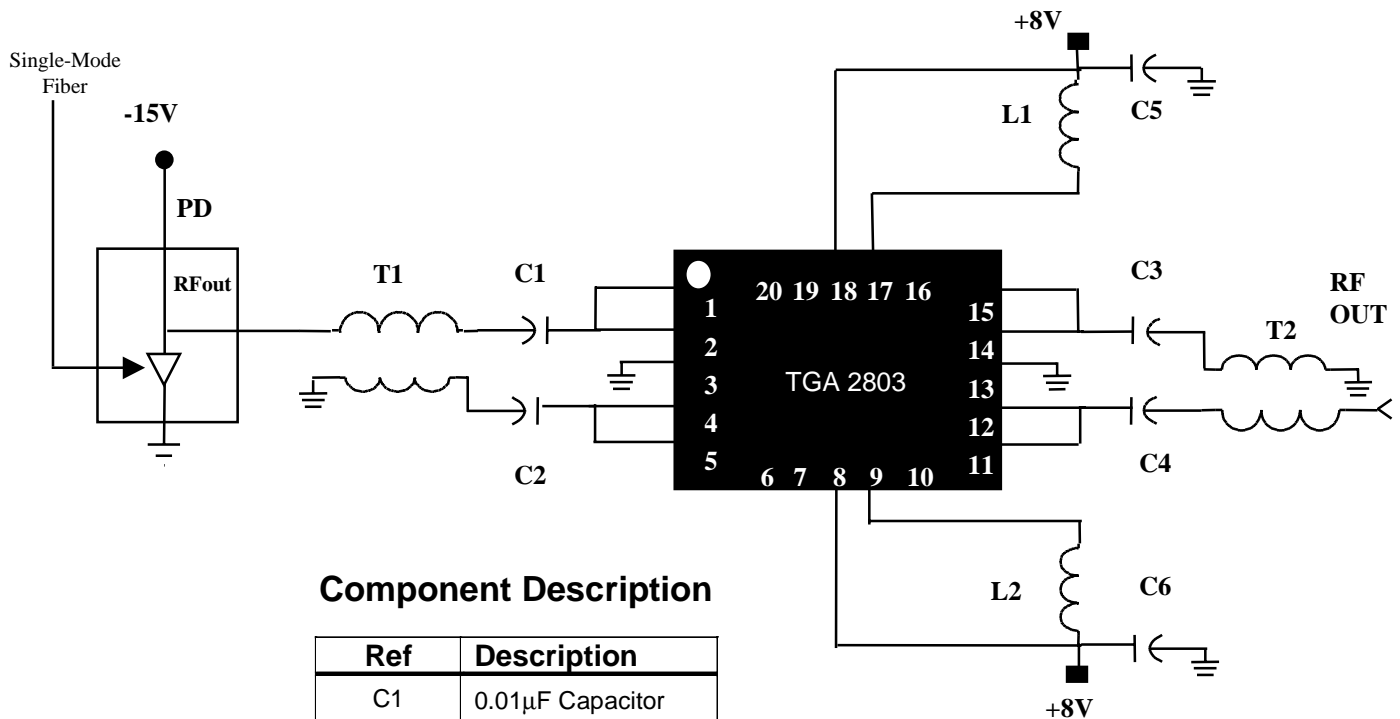 +8V
Single-Mode
Fiber
-15V
L1
C5
PD
RFout
T1
C1
C3
RF
OUT
T2
20 19 18 17 16
1
2
3
4
5
15
14
13
12
11
TGA 2803
6 7 8 9 10
C2
C4
L2
C6
+8V
Component Description
Ref Description
C1 0.01µF Capacitor